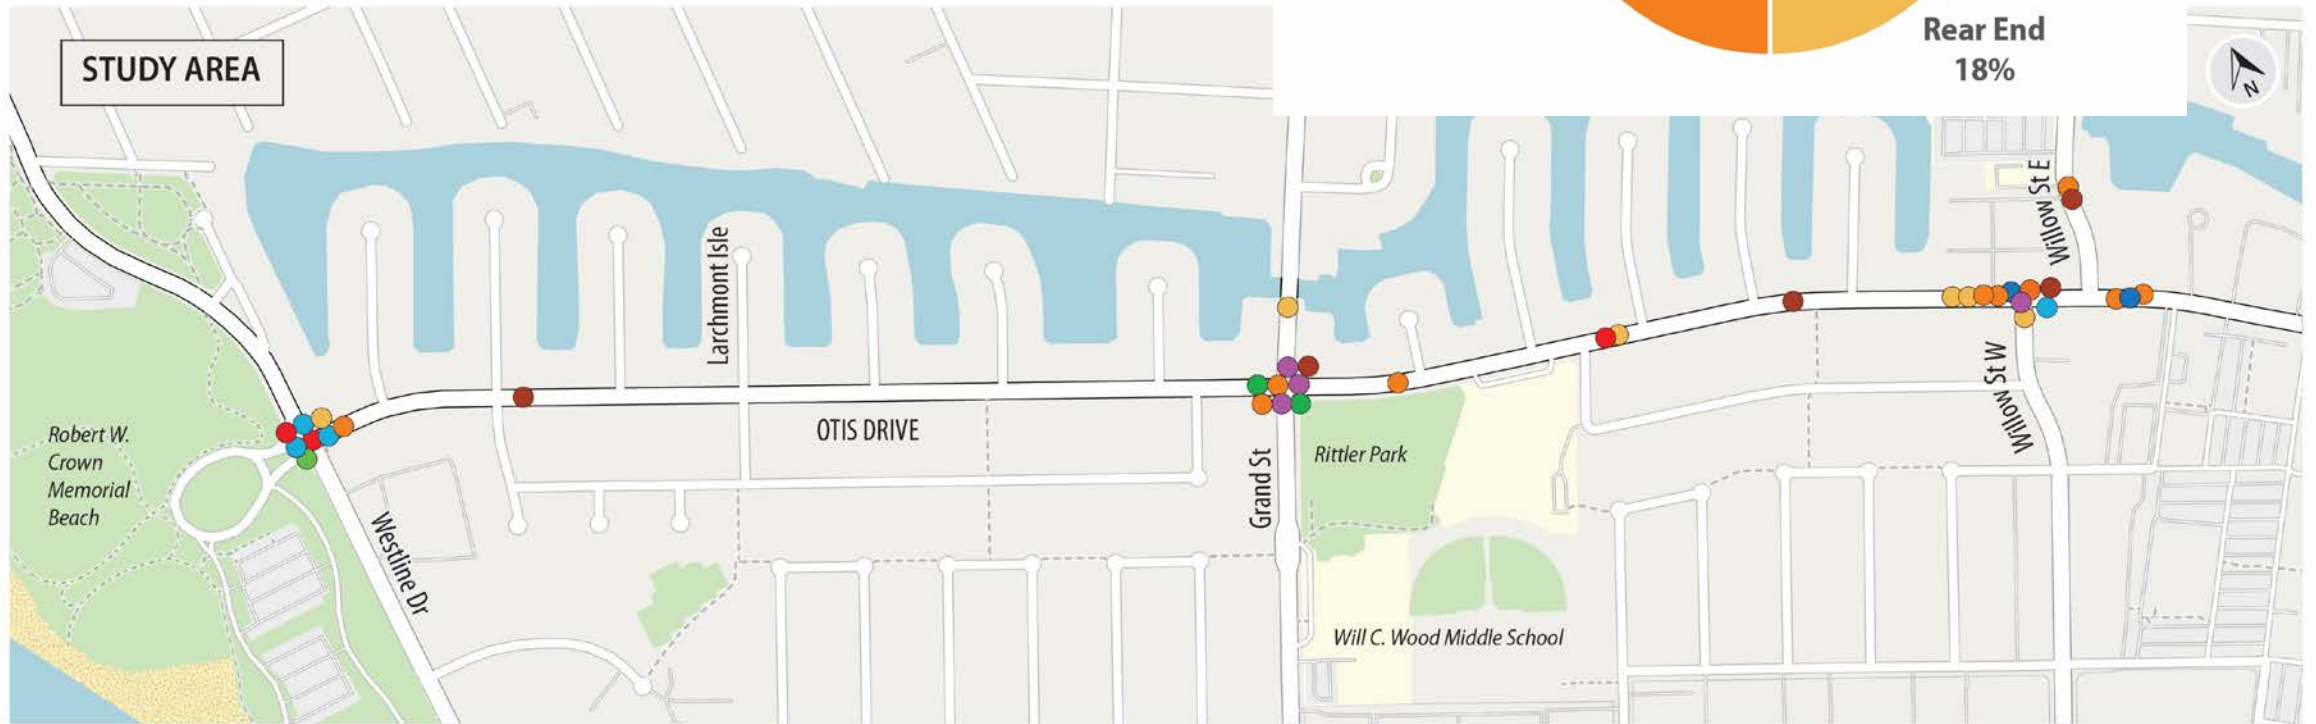 STUDY AREA
Rear End
18%
N
Willow St E
Larchmont Isle
Willow St W
OTIS DRIVE
Robert W.
Crown
Memorial
Beach
Grand St
Rittler Park
Westline Dr
Will C. Wood Middle School